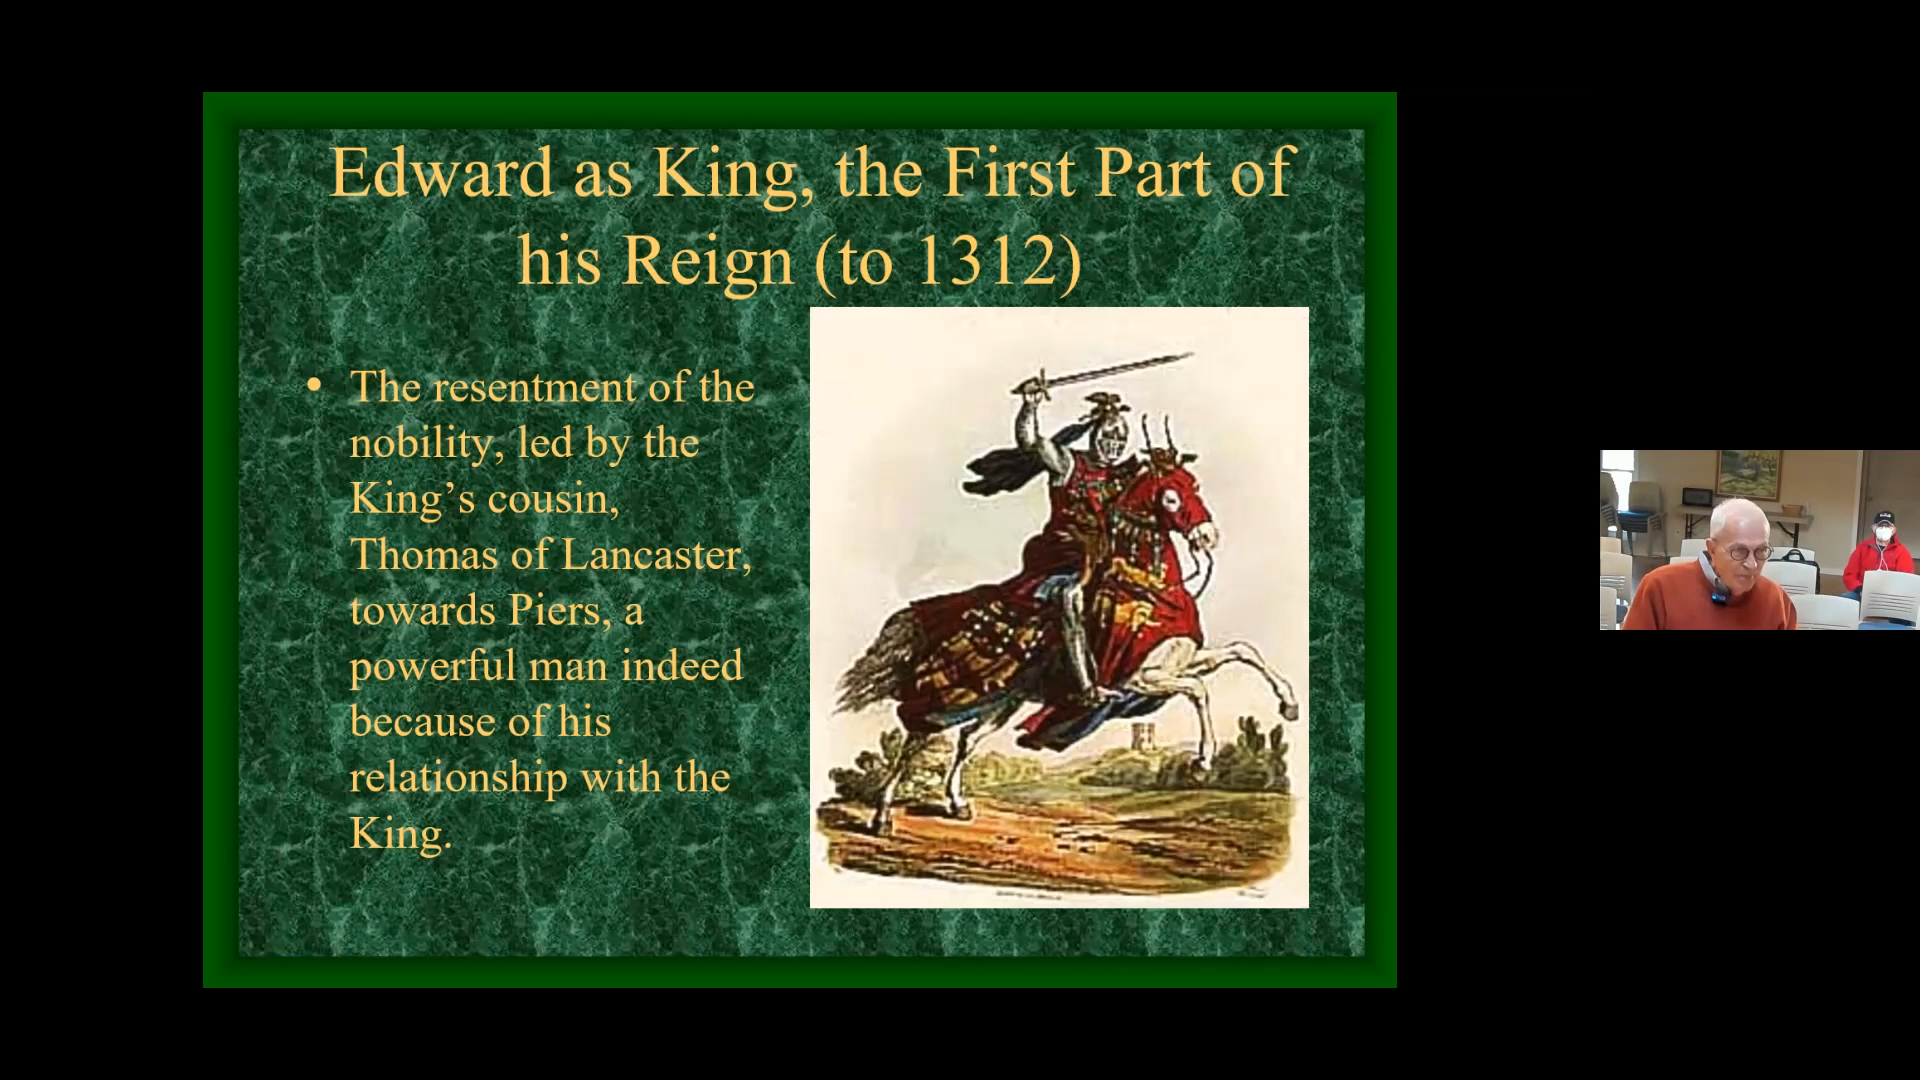 Edward as King, the First Part of
his Reign (to 1312)
• The resentment of the
nobility, led by the
King’s cousin,
Thomas of Lancaster,
towards Piers, a
powerful man indeed
because of his
relationship with the
King.